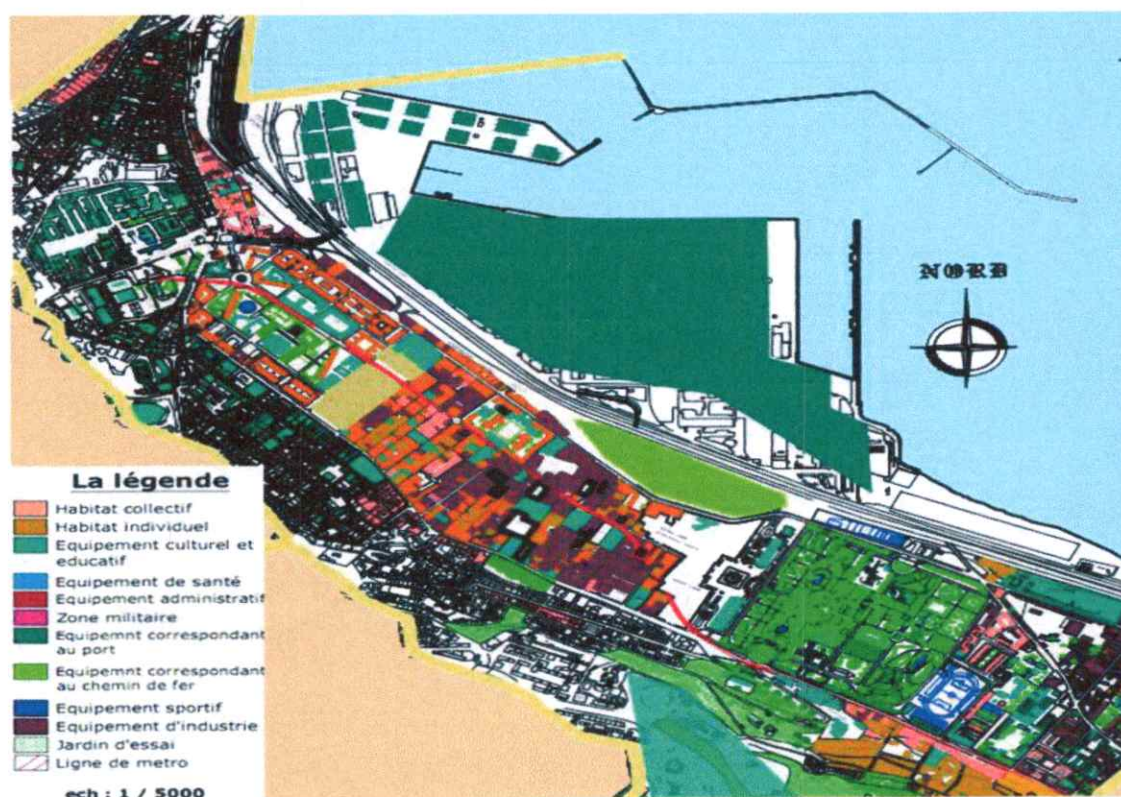 NORD
La légende
Habitat collectif
Habitat individuel
Equipement culturel et
educatif
Equipement de santé
Equipement administratif
Zone militaire
Equipemnt correspondant
au port
Equipemnt correspondant
au chemin de fer
Equipement sportif
Equipement d'industrie
Jardin d'essai
Ligne de metro
ech : 1 / 5000